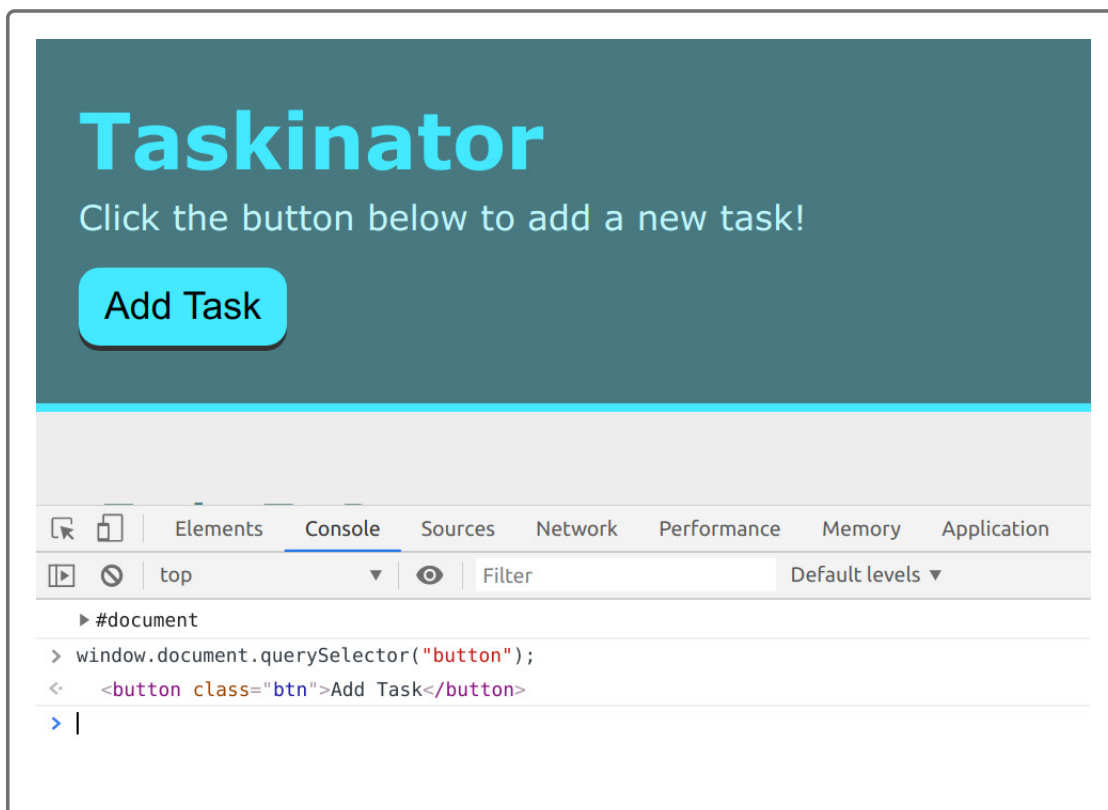 Taskinator
Click the button below to add a new task!
Add Task
Elements Console Sources Network Performance Memory Application
top Filter Default levels
#document
window.document.querySelector("button");
<button class="btn">Add Task</button>